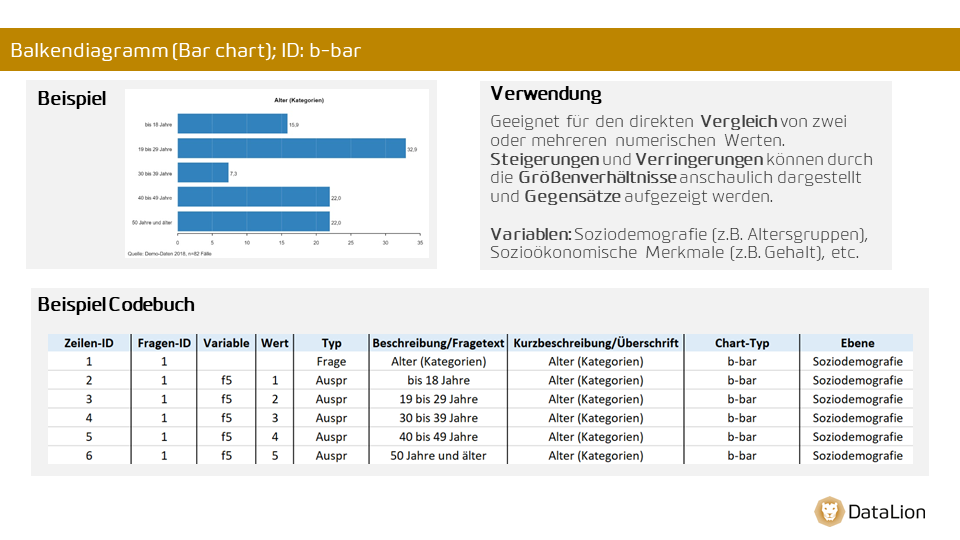 Balkendiagramm (Bar chart); ID: b-bar
Beispiel
Alter (Kategorien)
bis 18 Jahre 15,9
19 bis 29 Jahre 32,9
30 bis 39 Jahre 7,3
40 bis 49 Jahre 22,0
50 Jahre und älter 22,0
0 5 10 15 20 25 30 35
Quelle: Demo-Daten 2018, n=82 Fälle
Verwendung
Geeignet für den direkten Vergleich von zwei
oder mehreren numerischen Werten.
Steigerungen und Verringerungen können durch
die Größenverhältnisse anschaulich dargestellt
und Gegensätze aufgezeigt werden.
Variablen: Soziodemografie (z.B. Altersgruppen),
Sozioökonomische Merkmale (z.B. Gehalt), etc.
Beispiel Codebuch
Zeilen-ID Fragen-ID Variable Wert Typ Beschreibung/Fragetext Kurzbeschreibung/Überschrift Chart-Typ Ebene
1 1 Frage Alter (Kategorien) Alter (Kategorien) b-bar Soziodemografie
2 1 f5 1 Auspr bis 18 Jahre Alter (Kategorien) b-bar Soziodemografie
3 1 f5 2 Auspr 19 bis 29 Jahre Alter (Kategorien) b-bar Soziodemografie
4 1 f5 3 Auspr 30 bis 39 Jahre Alter (Kategorien) b-bar Soziodemografie
5 1 f5 4 Auspr 40 bis 49 Jahre Alter (Kategorien) b-bar Soziodemografie
6 1 f5 5 Auspr 50 Jahre und älter Alter (Kategorien) b-bar Soziodemografie
DataLion